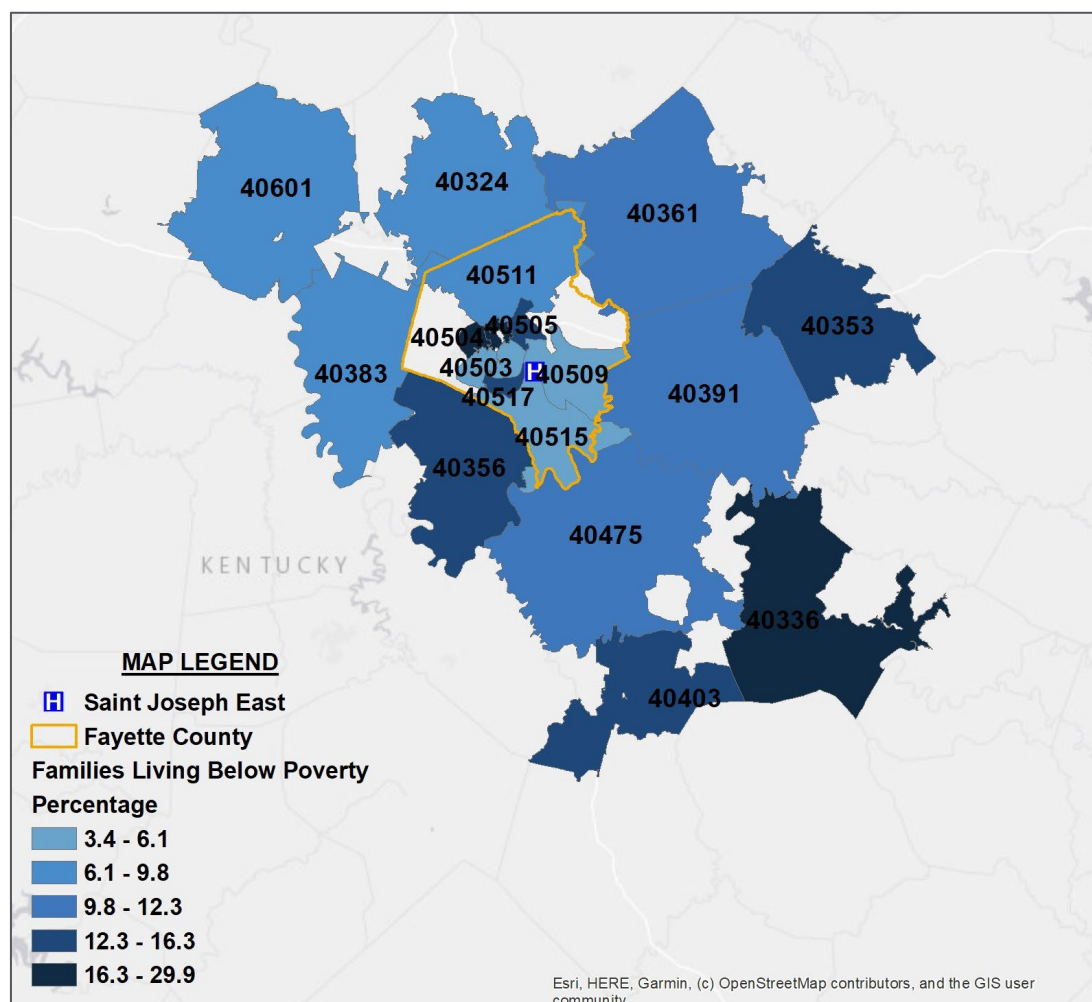 40601
40324
40361
40511
40504
40505
40353
40383
40503
H
40509
40391
40517
40515
40356
40475
KENTUCKY
40336
40403
MAP LEGEND
H Saint Joseph East
Fayette County
Families Living Below Poverty
Percentage
3.4 - 6.1
6.1 - 9.8
9.8 - 12.3
12.3 - 16.3
16.3 - 29.9
Esri, HERE, Garmin, (c) OpenStreetMap contributors, and the GIS user
community